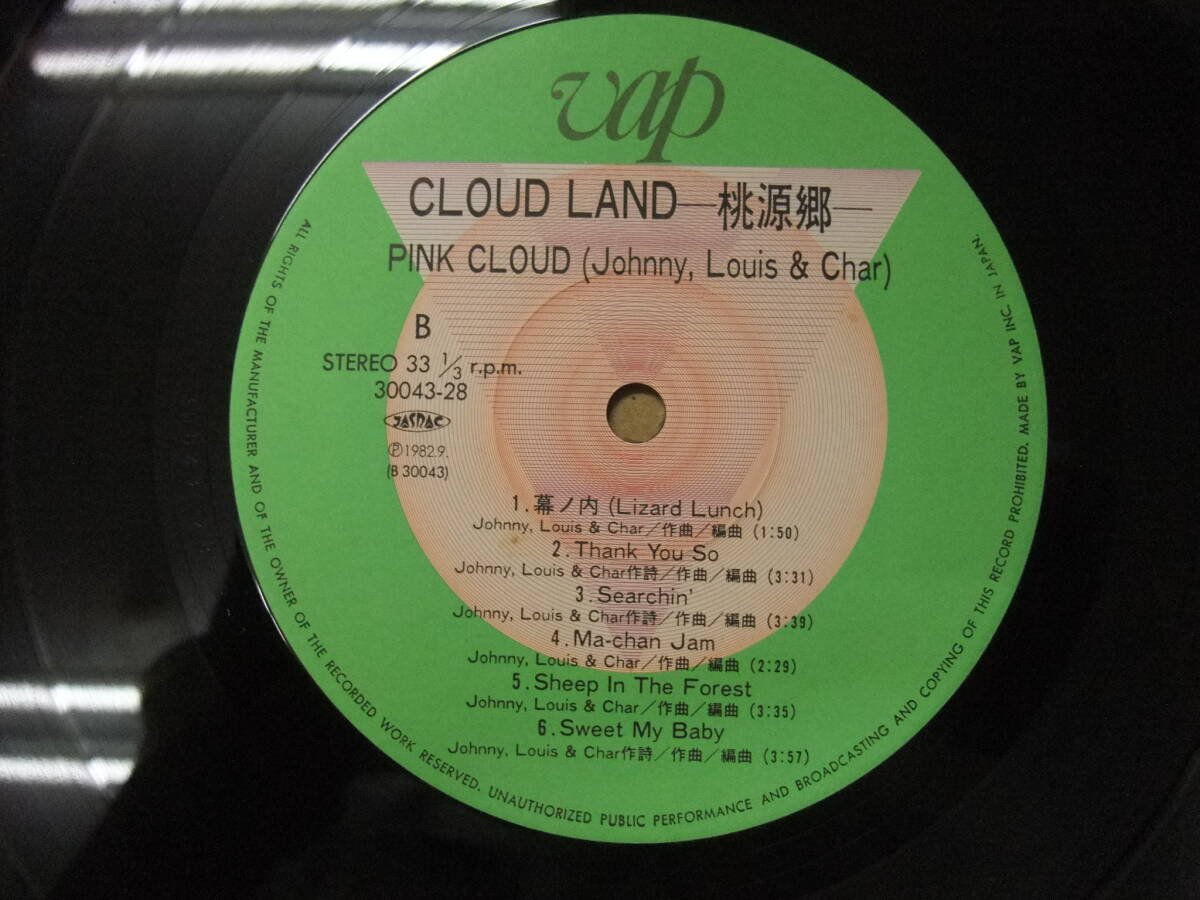 vap
CLOUD LAND—桃源郷—
PINK CLOUD (Johnny, Louis & Char)
B
STEREO 33 1/3 r.p.m.
30043-28
JASRAC
Ⓟ1982.9.
(B 30043)
1.幕ノ内 (Lizard Lunch)
Johnny, Louis & Char／作曲／編曲 (1:50)
2.Thank You So
Johnny, Louis & Char作詩／作曲／編曲 (3:31)
3.Searchin'
Johnny, Louis & Char作詩／作曲／編曲 (3:39)
4.Ma-chan Jam
Johnny, Louis & Char／作曲／編曲 (2:29)
5.Sheep In The Forest
Johnny, Louis & Char／作曲／編曲 (3:35)
6.Sweet My Baby
Johnny, Louis & Char作詩／作曲／編曲 (3:57)
ALL RIGHTS OF THE MANUFACTURER AND OF THE OWNER OF THE RECORDED WORK RESERVED. UNAUTHORIZED PUBLIC PERFORMANCE AND BROADCASTING AND COPYING OF THIS RECORD PROHIBITED. MADE BY VAP INC. IN JAPAN.